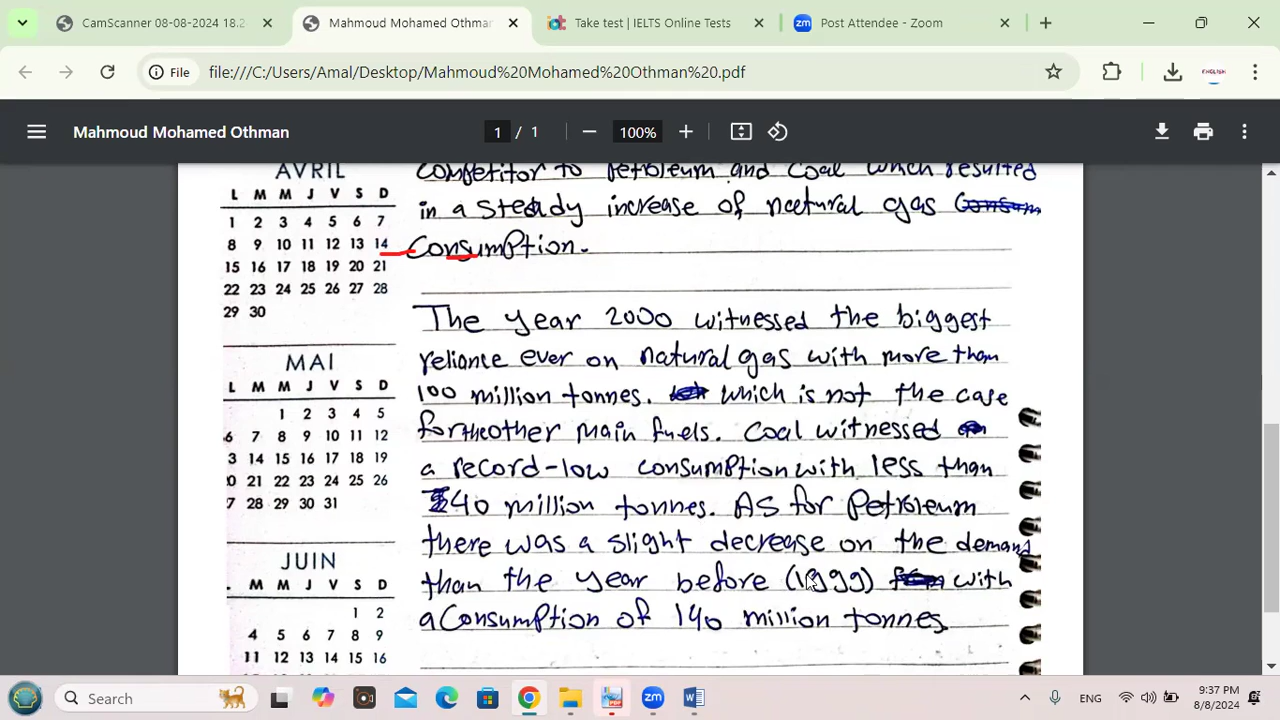 CamScanner 08-08-2024 18.2
Mahmoud Mohamed Othman
Take test | IELTS Online Tests
Post Attendee - Zoom
File
file:///C:/Users/Amal/Desktop/Mahmoud%20Mohamed%20Othman%20.pdf
ENGLISH
Mahmoud Mohamed Othman
1 / 1
100%
AVRIL
L M M J V S D
1 2 3 4 5 6 7
8 9 10 11 12 13 14
15 16 17 18 19 20 21
22 23 24 25 26 27 28
29 30
MAI
L M M J V S D
1 2 3 4 5
6 7 8 9 10 11 12
3 14 15 16 17 18 19
0 21 22 23 24 25 26
7 28 29 30 31
JUIN
M M J V S D
1 2
4 5 6 7 8 9
11 12 13 14 15 16
Competitor to Petroleum and Coal which resulted
in a steady increase of natural gas
Consumption.
The year 2000 witnessed the biggest
reliance ever on natural gas with more than
100 million tonnes. which is not the case
for the other main fuels. Coal witnessed
a record-low consumption with less than
40 million tonnes. AS for Petroleum
there was a slight decrease on the demand
than the year before (1999) with
a Consumption of 140 million tonnes.
Search
ENG
9:37 PM
8/8/2024